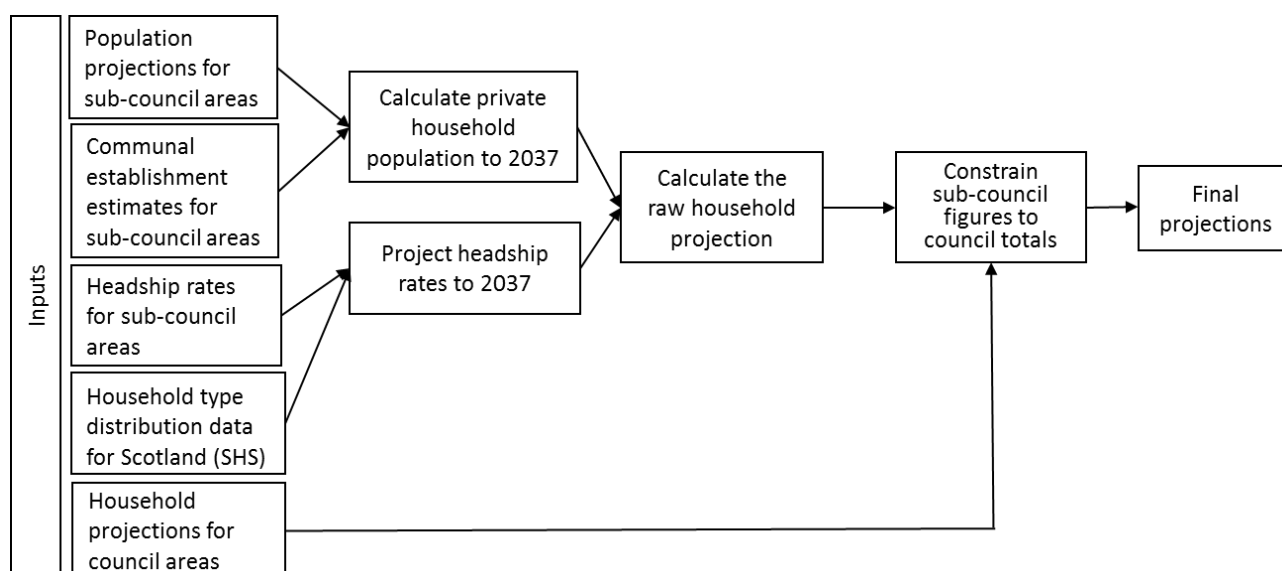 Inputs
Population
projections for
sub-council areas
Communal
establishment
estimates for
sub-council areas
Headship rates
for sub-council
areas
Household type
distribution data
for Scotland (SHS)
Household
projections for
council areas
Calculate private
household
population to 2037
Project headship
rates to 2037
Calculate the
raw household
projection
Constrain
sub-council
figures to
council totals
Final
projections